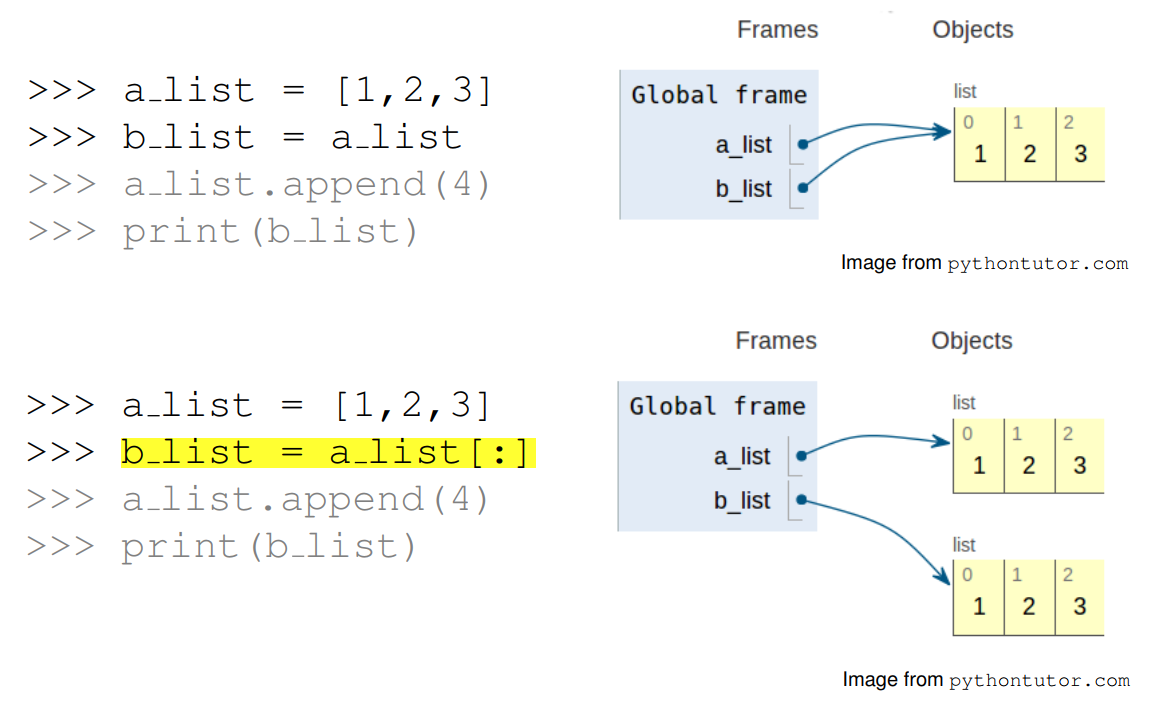 >>> a_list = [1,2,3]
>>> b_list = a_list
>>> a_list.append(4)
>>> print(b_list)
Frames Objects
Global frame
a_list
b_list
list
0 1 2
1 2 3
Image from pythontutor.com
>>> a_list = [1,2,3]
>>> b_list = a_list[:]
>>> a_list.append(4)
>>> print(b_list)
Frames Objects
Global frame
a_list
b_list
list
0 1 2
1 2 3
list
0 1 2
1 2 3
Image from pythontutor.com